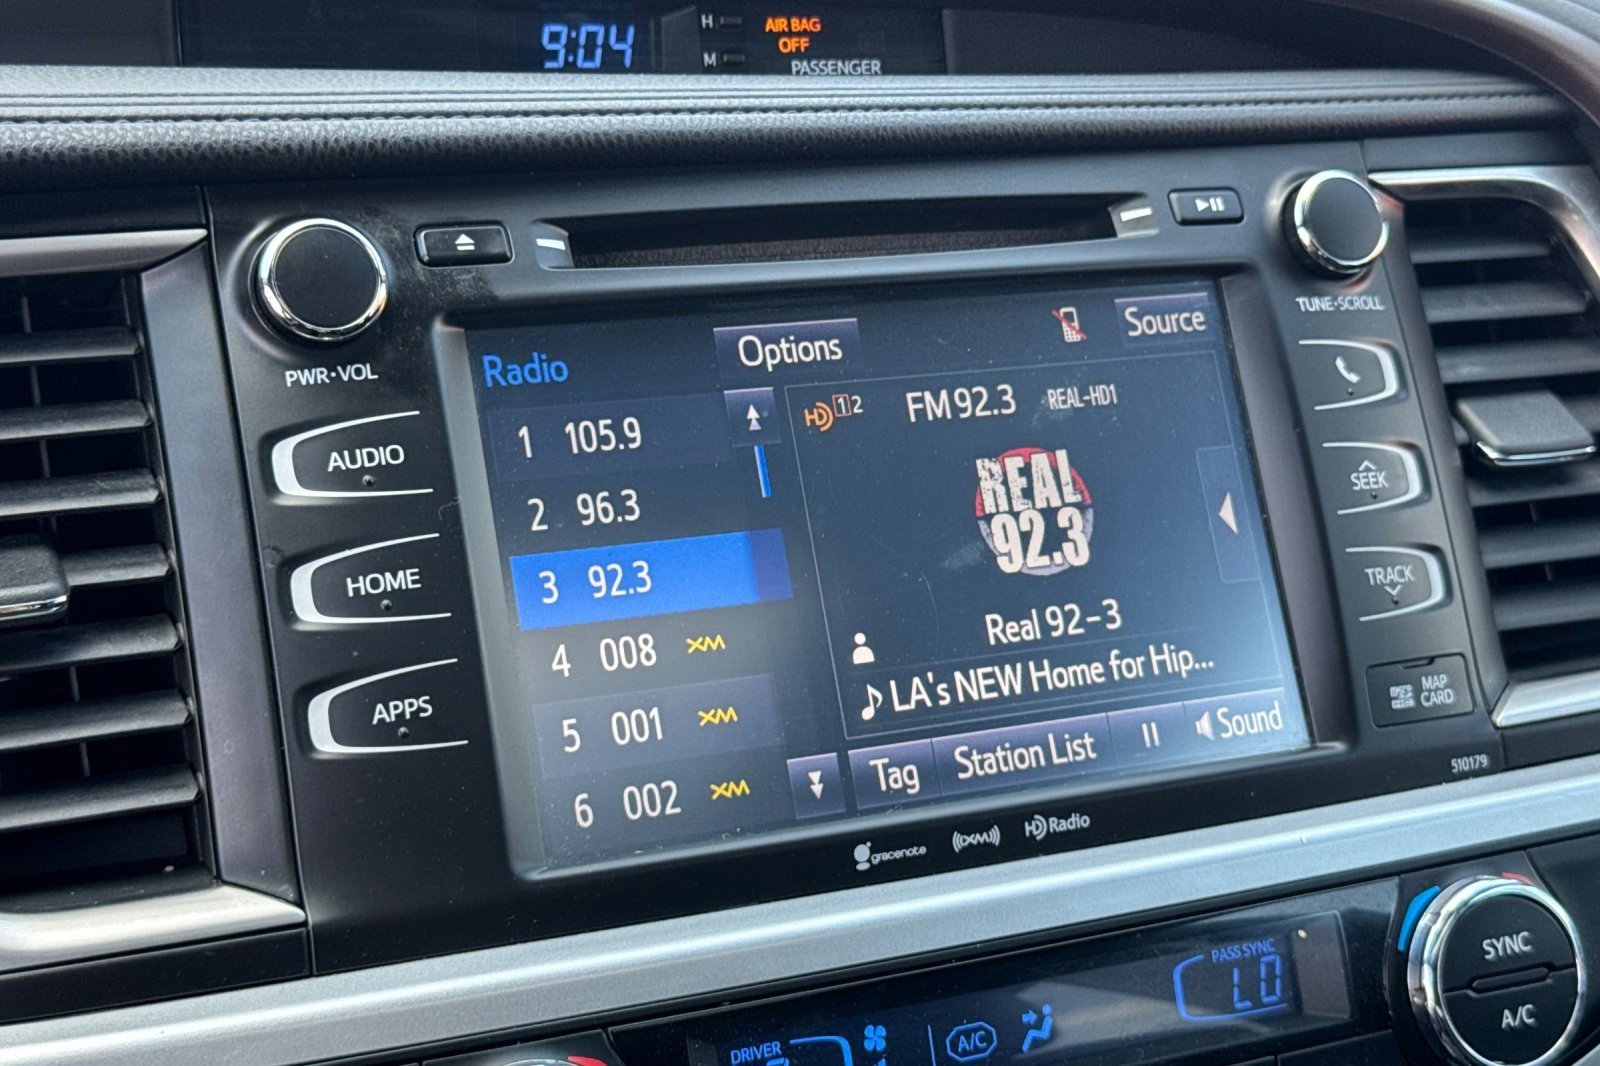 9:04
H
M
AIR BAG
OFF
PASSENGER
PWR•VOL
AUDIO
HOME
APPS
Radio
Options
Source
1 105.9
2 96.3
3 92.3
4 008 XM
5 001 XM
6 002 XM
HD 1 2
FM 92.3 REAL-HD1
REAL
92.3
Real 92-3
LA's NEW Home for Hip...
Tag
Station List
Sound
TUNE•SCROLL
SEEK
TRACK
MAP
CARD
510179
gracenote
((XM))
HD Radio
PASS SYNC
LO
DRIVER
A/C
SYNC
A/C